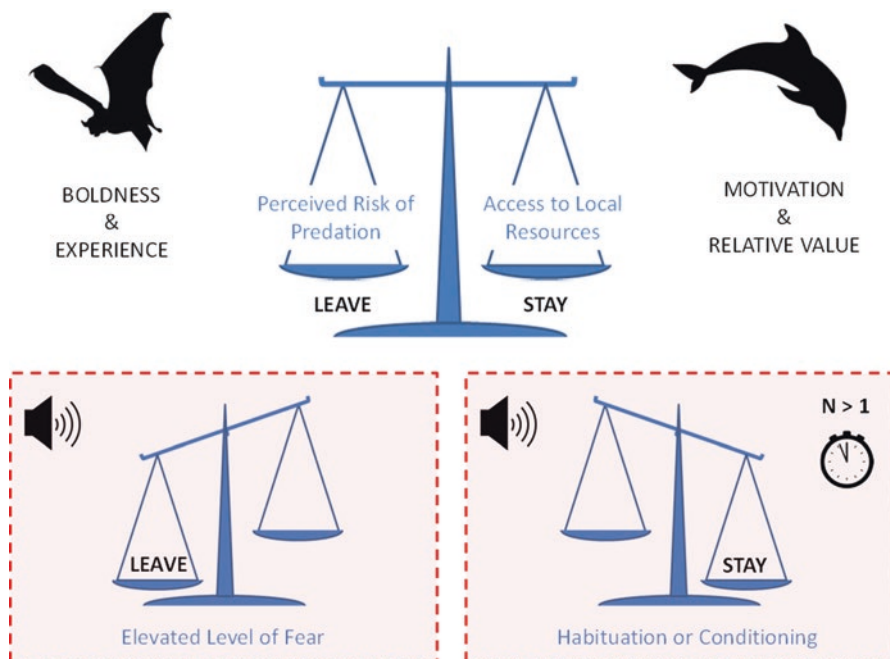 BOLDNESS
&
EXPERIENCE
Perceived Risk of
Predation
LEAVE
Access to Local
Resources
STAY
MOTIVATION
&
RELATIVE VALUE
LEAVE
Elevated Level of Fear
N > 1
STAY
Habituation or Conditioning